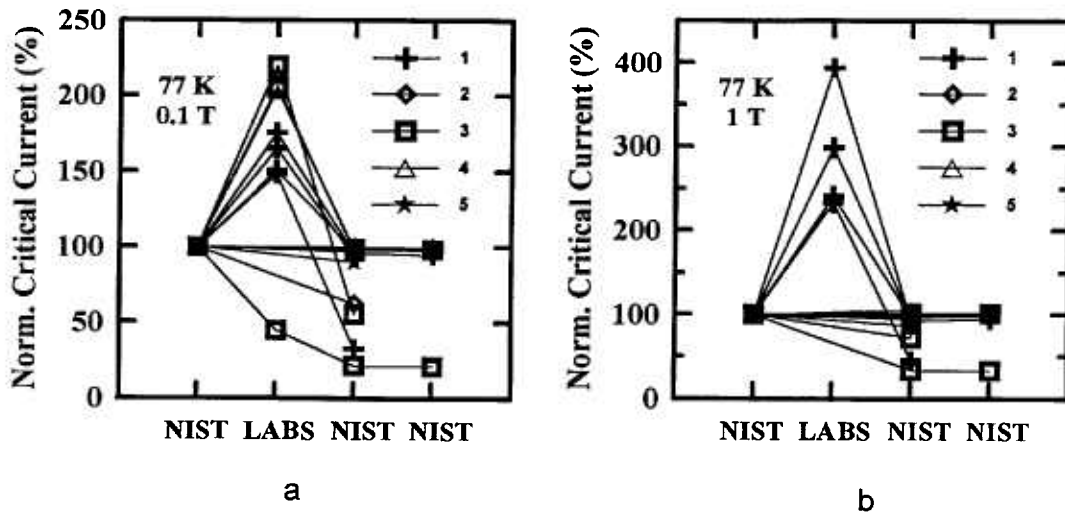 Norm. Critical Current (%)
250
200
150
100
50
0
77 K
0.1 T
1
2
3
4
5
NIST LABS NIST NIST
a
Norm. Critical Current (%)
400
300
200
100
0
77 K
1 T
1
2
3
4
5
NIST LABS NIST NIST
b